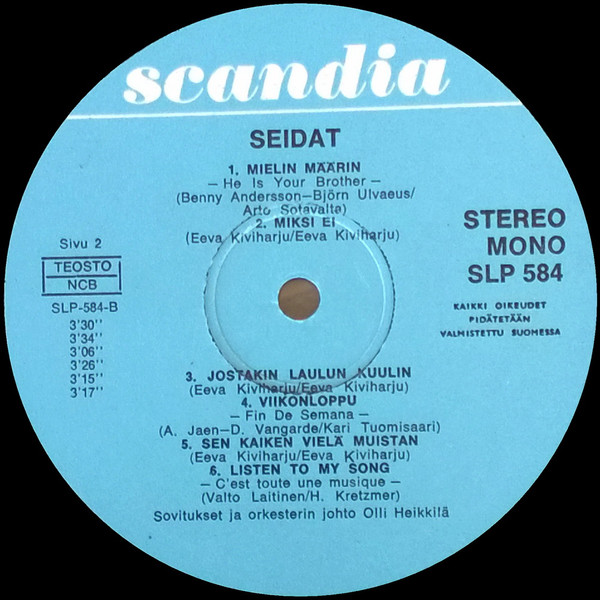 scandia
SEIDAT
1. MIELIN MÄÄRIN
— He Is Your Brother —
(Benny Andersson—Björn Ulvaeus/
Arto Sotavalta)
2. MIKSI EI
(Eeva Kiviharju/Eeva Kiviharju)
Sivu 2
TEOSTO
NCB
SLP-584-B
3'30''
3'34''
3'06''
3'26''
3'15''
3'17''
STEREO
MONO
SLP 584
KAIKKI OIKEUDET
PIDÄTETÄÄN
VALMISTETTU SUOMESSA
3. JOSTAKIN LAULUN KUULIN
(Eeva Kiviharju/Eeva Kiviharju)
4. VIIKONLOPPU
— Fin De Semana —
(A. Jaen—D. Vangarde/Kari Tuomisaari)
5. SEN KAIKEN VIELÄ MUISTAN
(Eeva Kiviharju/Eeva Kiviharju)
6. LISTEN TO MY SONG
— C'est toute une musique —
(Valto Laitinen/H. Kretzmer)
Sovitukset ja orkesterin johto Olli Heikkilä